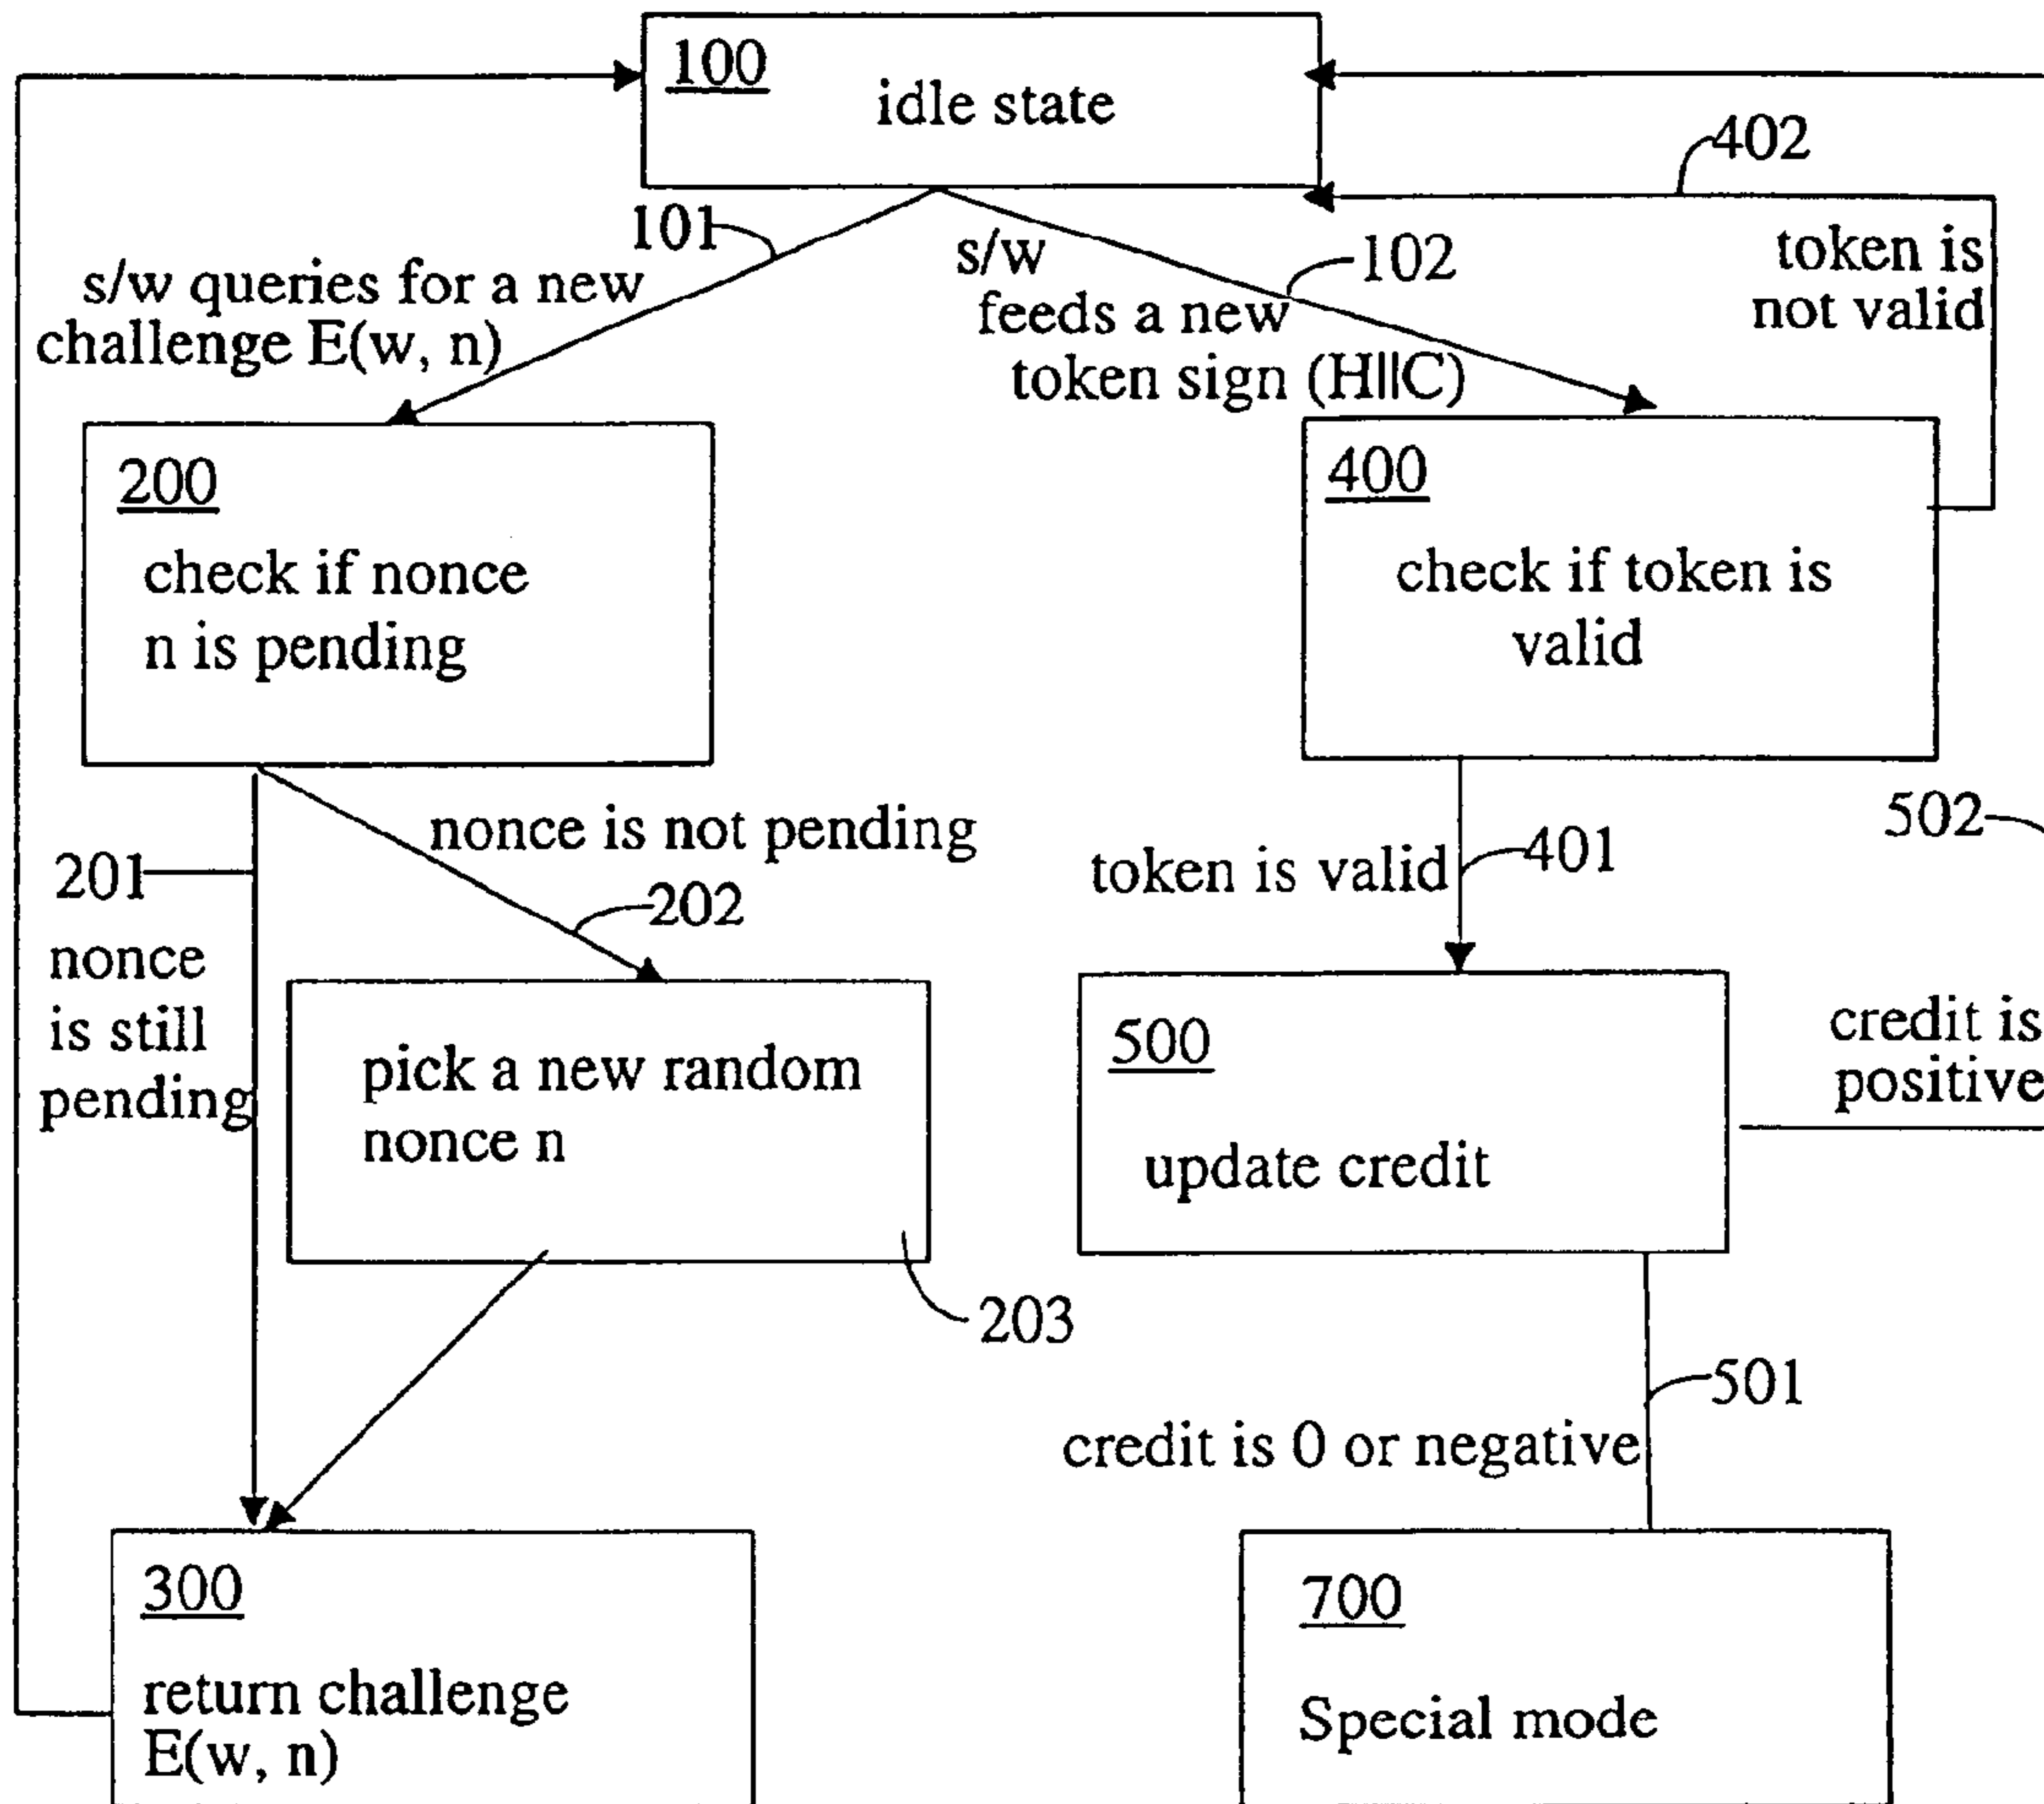 100
idle state
402
101
s/w queries for a new
challenge E(w, n)
s/w
feeds a new
token sign (H||C)
102
token is
not valid
200
check if nonce
n is pending
400
check if token is
valid
nonce is not pending
201
202
nonce
is still
pending
token is valid
401
502
pick a new random
nonce n
203
500
update credit
credit is
positive
501
credit is 0 or negative
300
return challenge
E(w, n)
700
Special mode